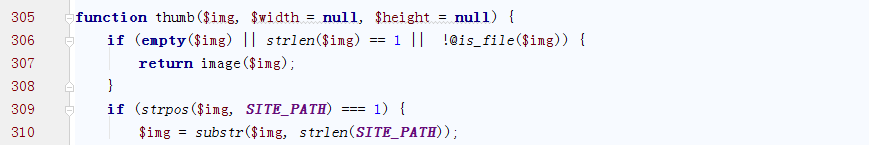 305 function thumb($img, $width = null, $height = null) {
306 if (empty($img) || strlen($img) == 1 || !@is_file($img)) {
307 return image($img);
308 }
309 if (strpos($img, SITE_PATH) === 1) {
310 $img = substr($img, strlen(SITE_PATH));